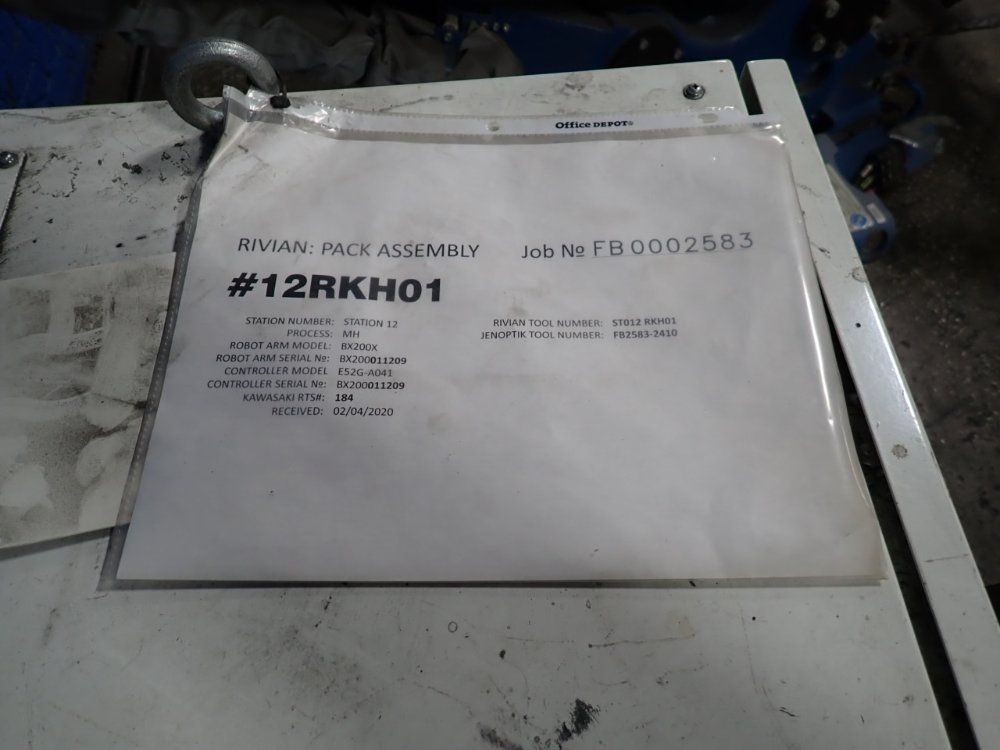 Office DEPOT®
RIVIAN: PACK ASSEMBLY Job № FB0002583
#12RKH01
STATION NUMBER: STATION 12
PROCESS: MH
ROBOT ARM MODEL: BX200X
ROBOT ARM SERIAL №: BX200011209
CONTROLLER MODEL E52G-A041
CONTROLLER SERIAL №: BX200011209
KAWASAKI RTS#: 184
RECEIVED: 02/04/2020
RIVIAN TOOL NUMBER: ST012 RKH01
JENOPTIK TOOL NUMBER: FB2583-2410